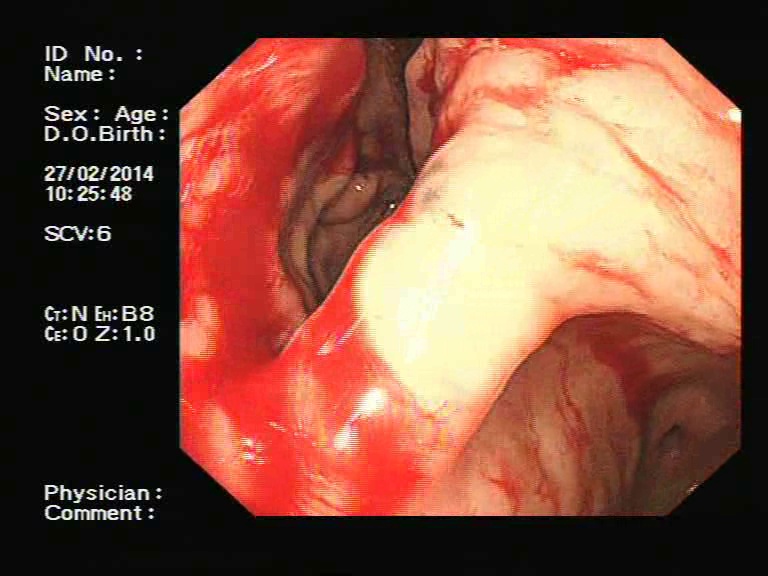 ID No. :
Name :
Sex : Age :
D.O.Birth :
27/02/2014
10:25:48
SCV:6
CT:N EH:B8
CE:0 Z:1.0
Physician :
Comment :